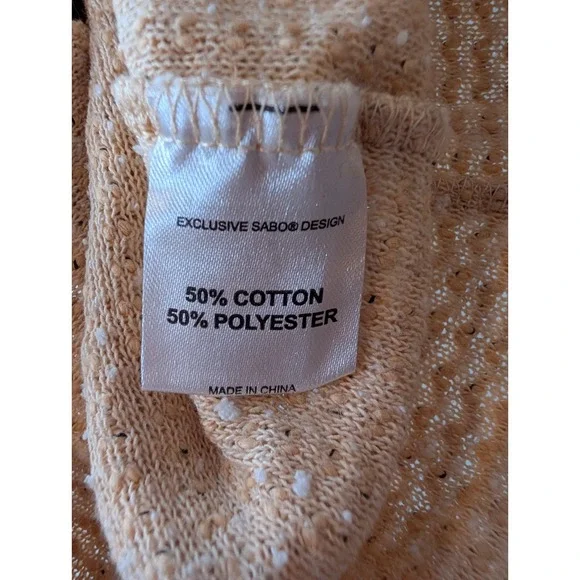 EXCLUSIVE SABO® DESIGN
50% COTTON
50% POLYESTER
MADE IN CHINA